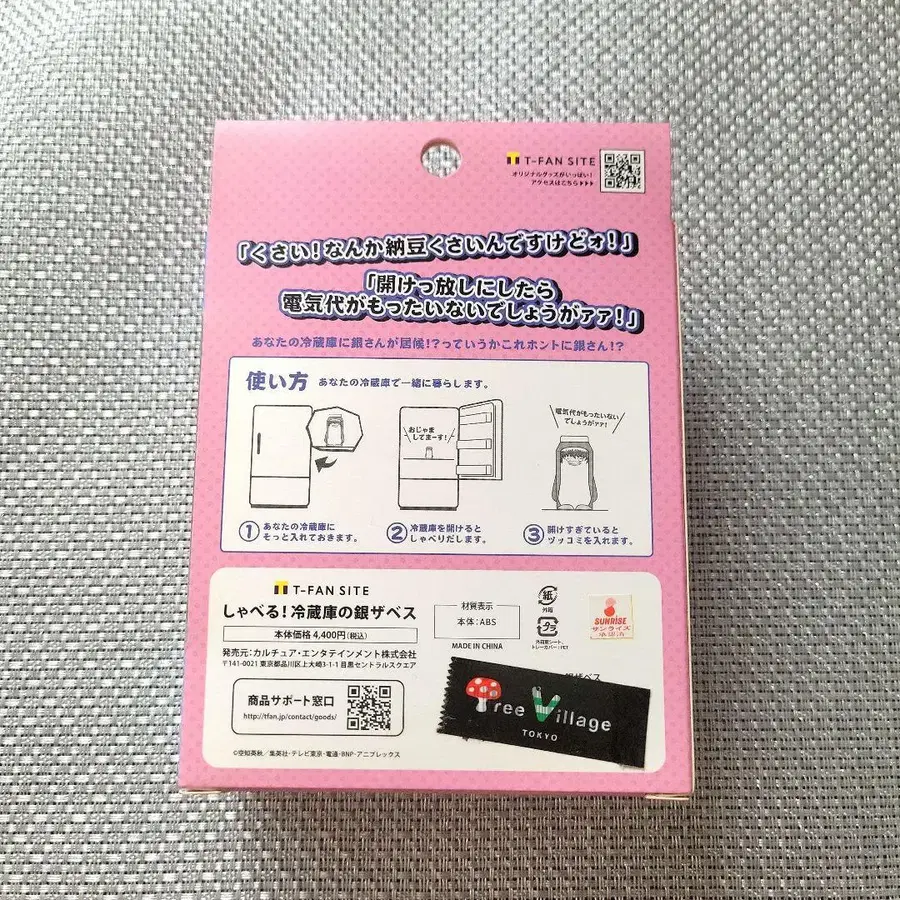 T-FAN SITE
オリジナルグッズがいっぱい！
アクセスはこちら▶▶▶
「くさい！なんか納豆くさいんですけどォ！」
「開けっ放しにしたら
電気代がもったいないでしょうがァァ！」
あなたの冷蔵庫に銀さんが居候！？っていうかこれホントに銀さん！？
使い方 あなたの冷蔵庫で一緒に暮らします。
おじゃま
してまーす！
電気代がもったいない
でしょうがァァ！
① あなたの冷蔵庫に
そっと入れておきます。
② 冷蔵庫を開けると
しゃべりだします。
③ 開けすぎていると
ツッコミを入れます。
T-FAN SITE
しゃべる！冷蔵庫の銀ザベス
本体価格 4,400円（税込）
発売元：カルチュア・エンタテインメント株式会社
〒141-0021 東京都品川区上大崎3-1-1 目黒セントラルスクエア
商品サポート窓口
http://tfan.jp/contact/goods/
©空知英秋／集英社・テレビ東京・電通・BNP・アニプレックス
材質表示
本体：ABS
MADE IN CHINA
紙
外箱
プラ
SUNRISE
サンライズ
承認済
銀ザベス
Tree Village
TOKYO